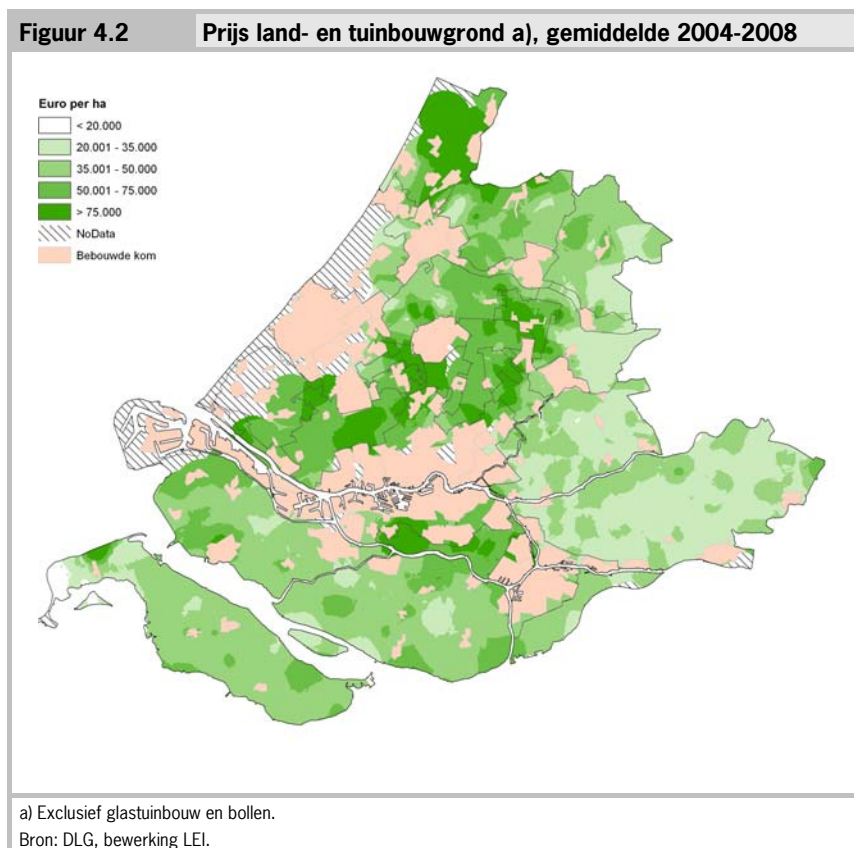 Figuur 4.2 Prijs land- en tuinbouwgrond a), gemiddelde 2004-2008
Euro per ha
< 20.000
20.001 - 35.000
35.001 - 50.000
50.001 - 75.000
> 75.000
NoData
Bebouwde kom
a) Exclusief glastuinbouw en bollen.
Bron: DLG, bewerking LEI.